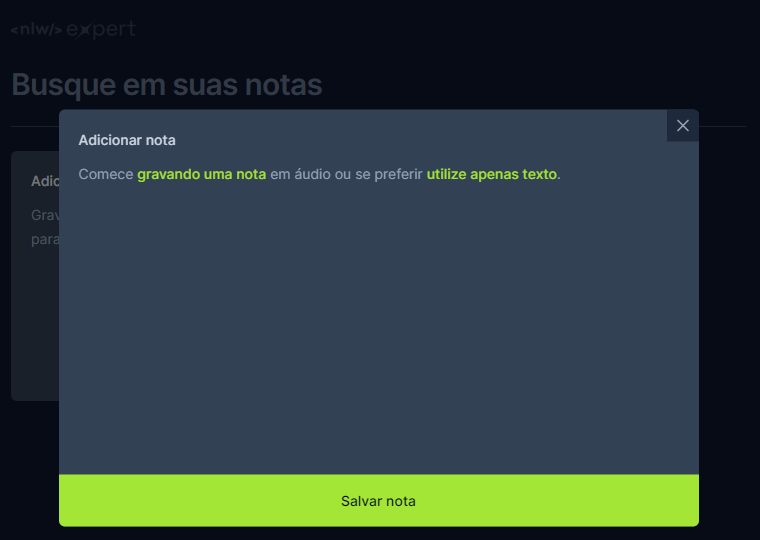 <nlw/> expert
Busque em suas notas
Adicionar nota
Comece gravando uma nota em áudio ou se preferir utilize apenas texto.
Adic
Grav
para
Salvar nota